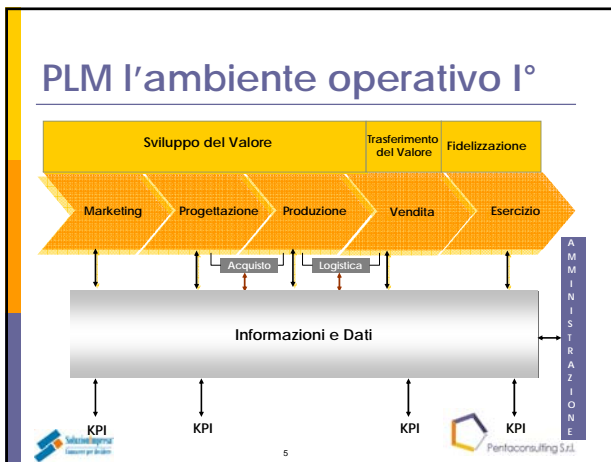 PLM l'ambiente operativo I°
Sviluppo del Valore
Trasferimento
del Valore
Fidelizzazione
Marketing
Progettazione
Produzione
Vendita
Esercizio
Acquisto
Logistica
Informazioni e Dati
AMMINISTRAZIONE
KPI
KPI
KPI
KPI
5
Pentaconsulting S.r.l.